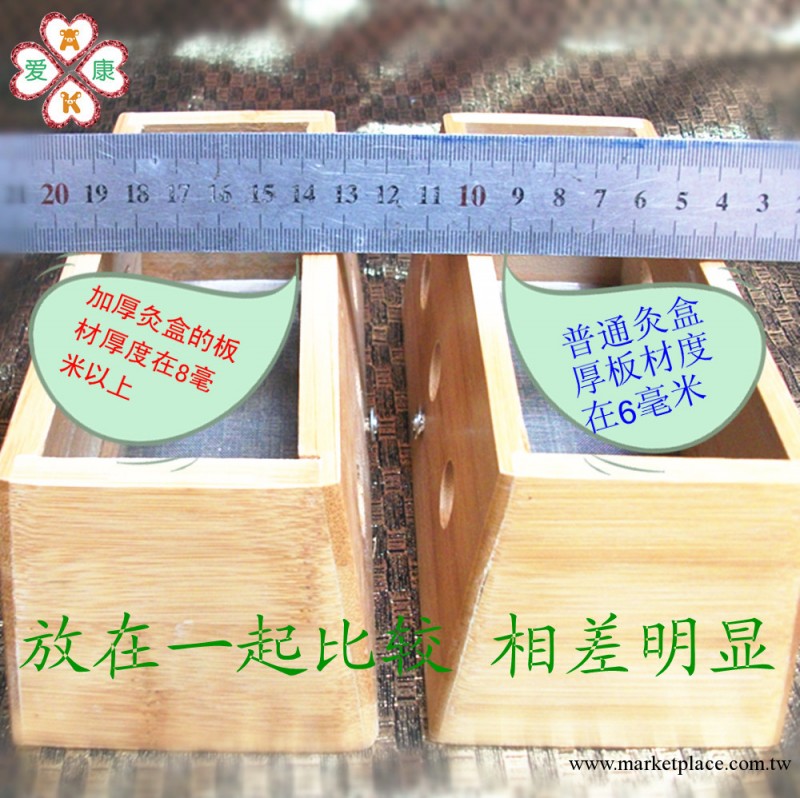 A
爱 康
K
20 19 18 17 16 15 14 13 12 11 10 9 8 7 6 5 4 3
加厚灸盒的板
材厚度在8毫
米以上
普通灸盒
厚板材度
在6毫米
放在一起比较 相差明显
www.marketplace.com.tw